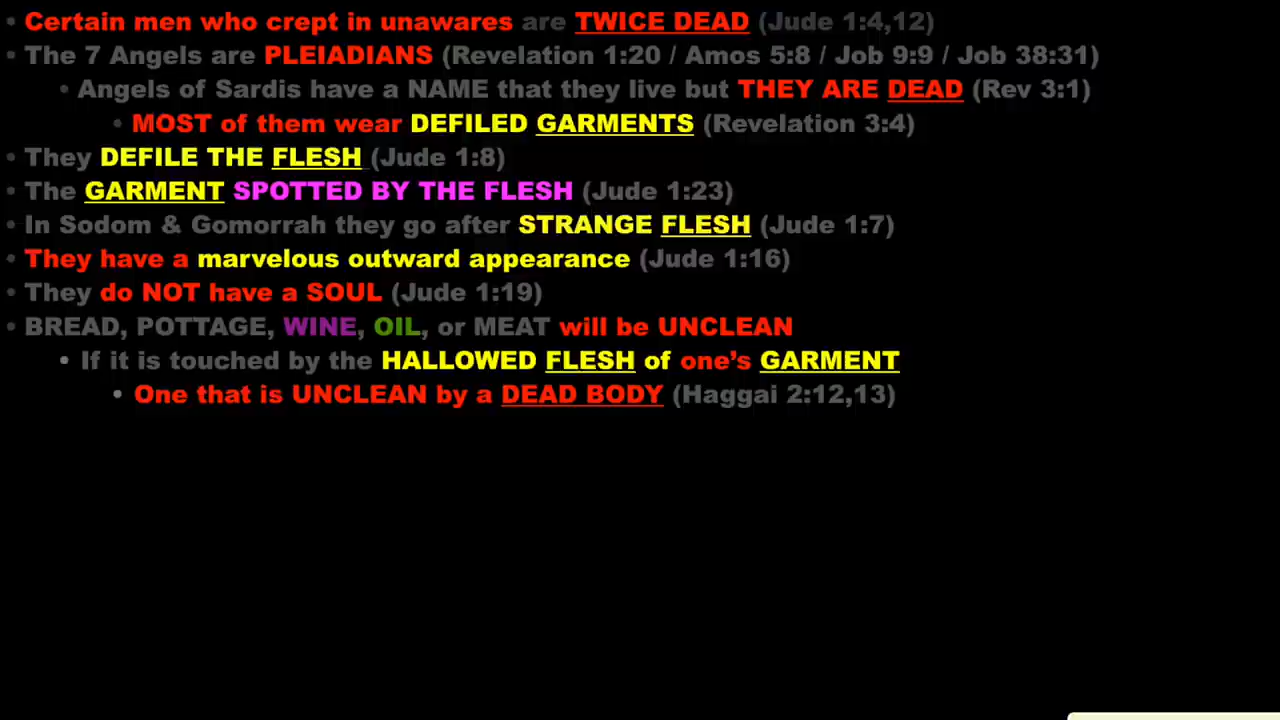 • Certain men who crept in unawares are TWICE DEAD (Jude 1:4,12)
• The 7 Angels are PLEIADIANS (Revelation 1:20 / Amos 5:8 / Job 9:9 / Job 38:31)
• Angels of Sardis have a NAME that they live but THEY ARE DEAD (Rev 3:1)
• MOST of them wear DEFILED GARMENTS (Revelation 3:4)
• They DEFILE THE FLESH (Jude 1:8)
• The GARMENT SPOTTED BY THE FLESH (Jude 1:23)
• In Sodom & Gomorrah they go after STRANGE FLESH (Jude 1:7)
• They have a marvelous outward appearance (Jude 1:16)
• They do NOT have a SOUL (Jude 1:19)
• BREAD, POTTAGE, WINE, OIL, or MEAT will be UNCLEAN
• If it is touched by the HALLOWED FLESH of one’s GARMENT
• One that is UNCLEAN by a DEAD BODY (Haggai 2:12,13)